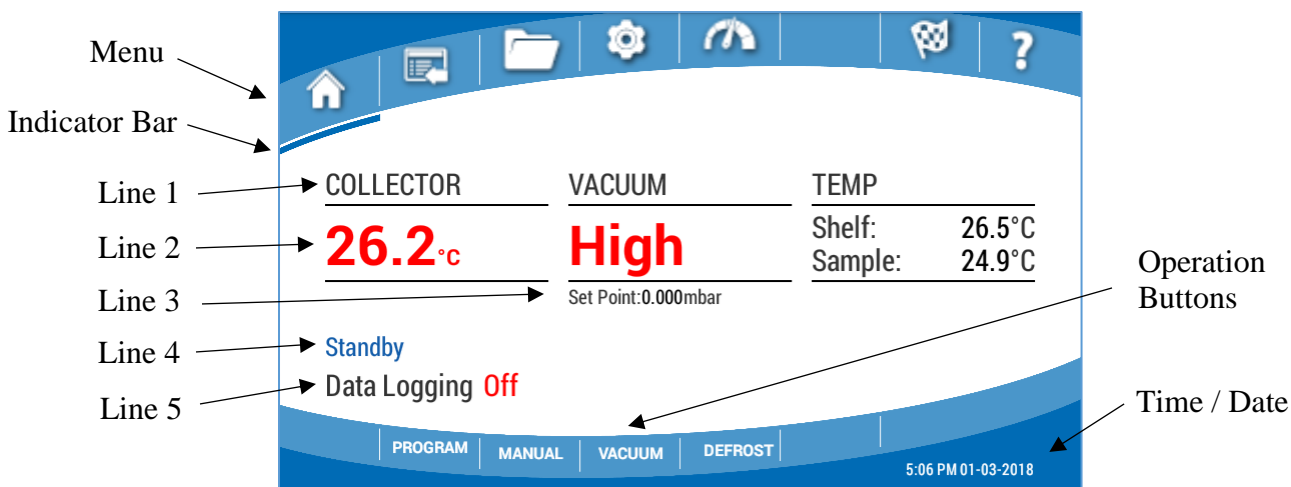 Menu
Indicator Bar
Line 1
COLLECTOR VACUUM TEMP
Line 2
26.2°C High Shelf: 26.5°C
Sample: 24.9°C
Line 3
Set Point:0.000mbar
Operation
Buttons
Line 4
Standby
Line 5
Data Logging Off
Time / Date
PROGRAM MANUAL VACUUM DEFROST
5:06 PM 01-03-2018
?